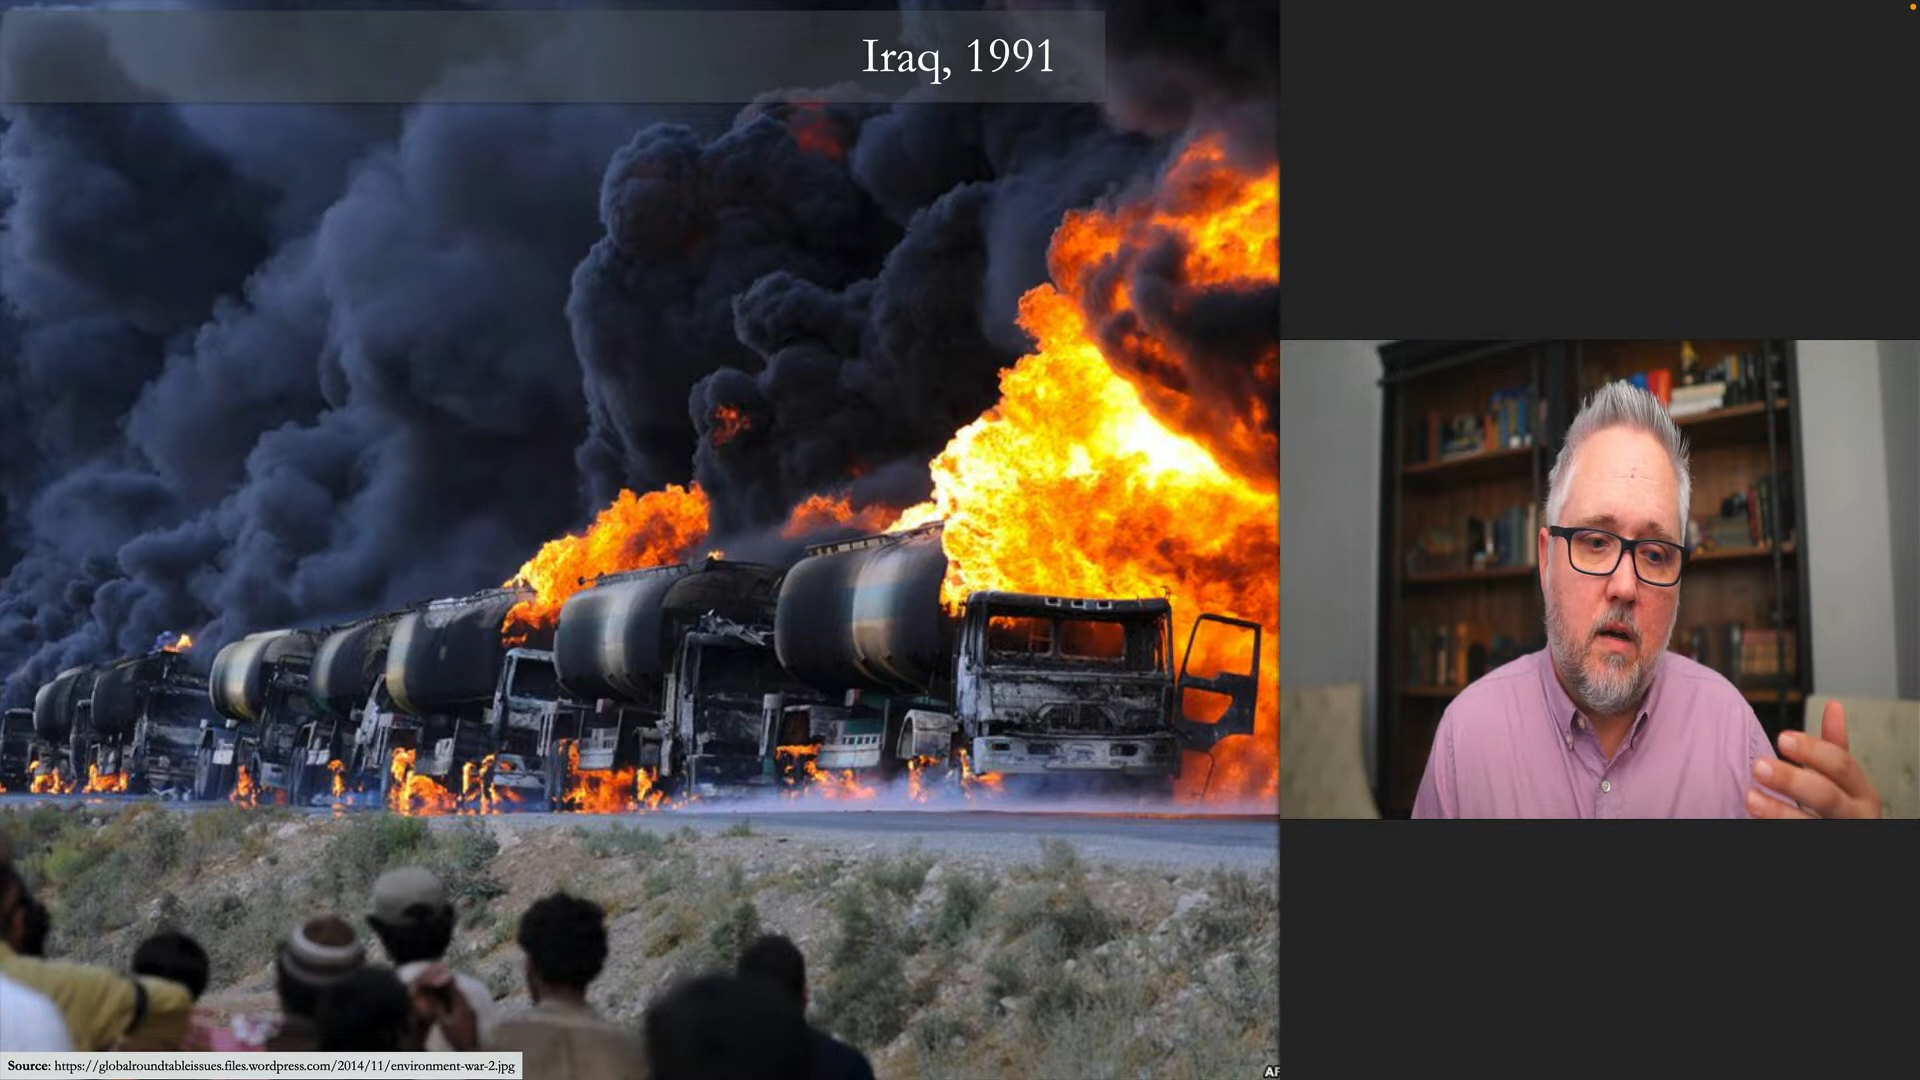 Iraq, 1991
AF
Source: https://globalroundtableissues.files.wordpress.com/2014/11/environment-war-2.jpg